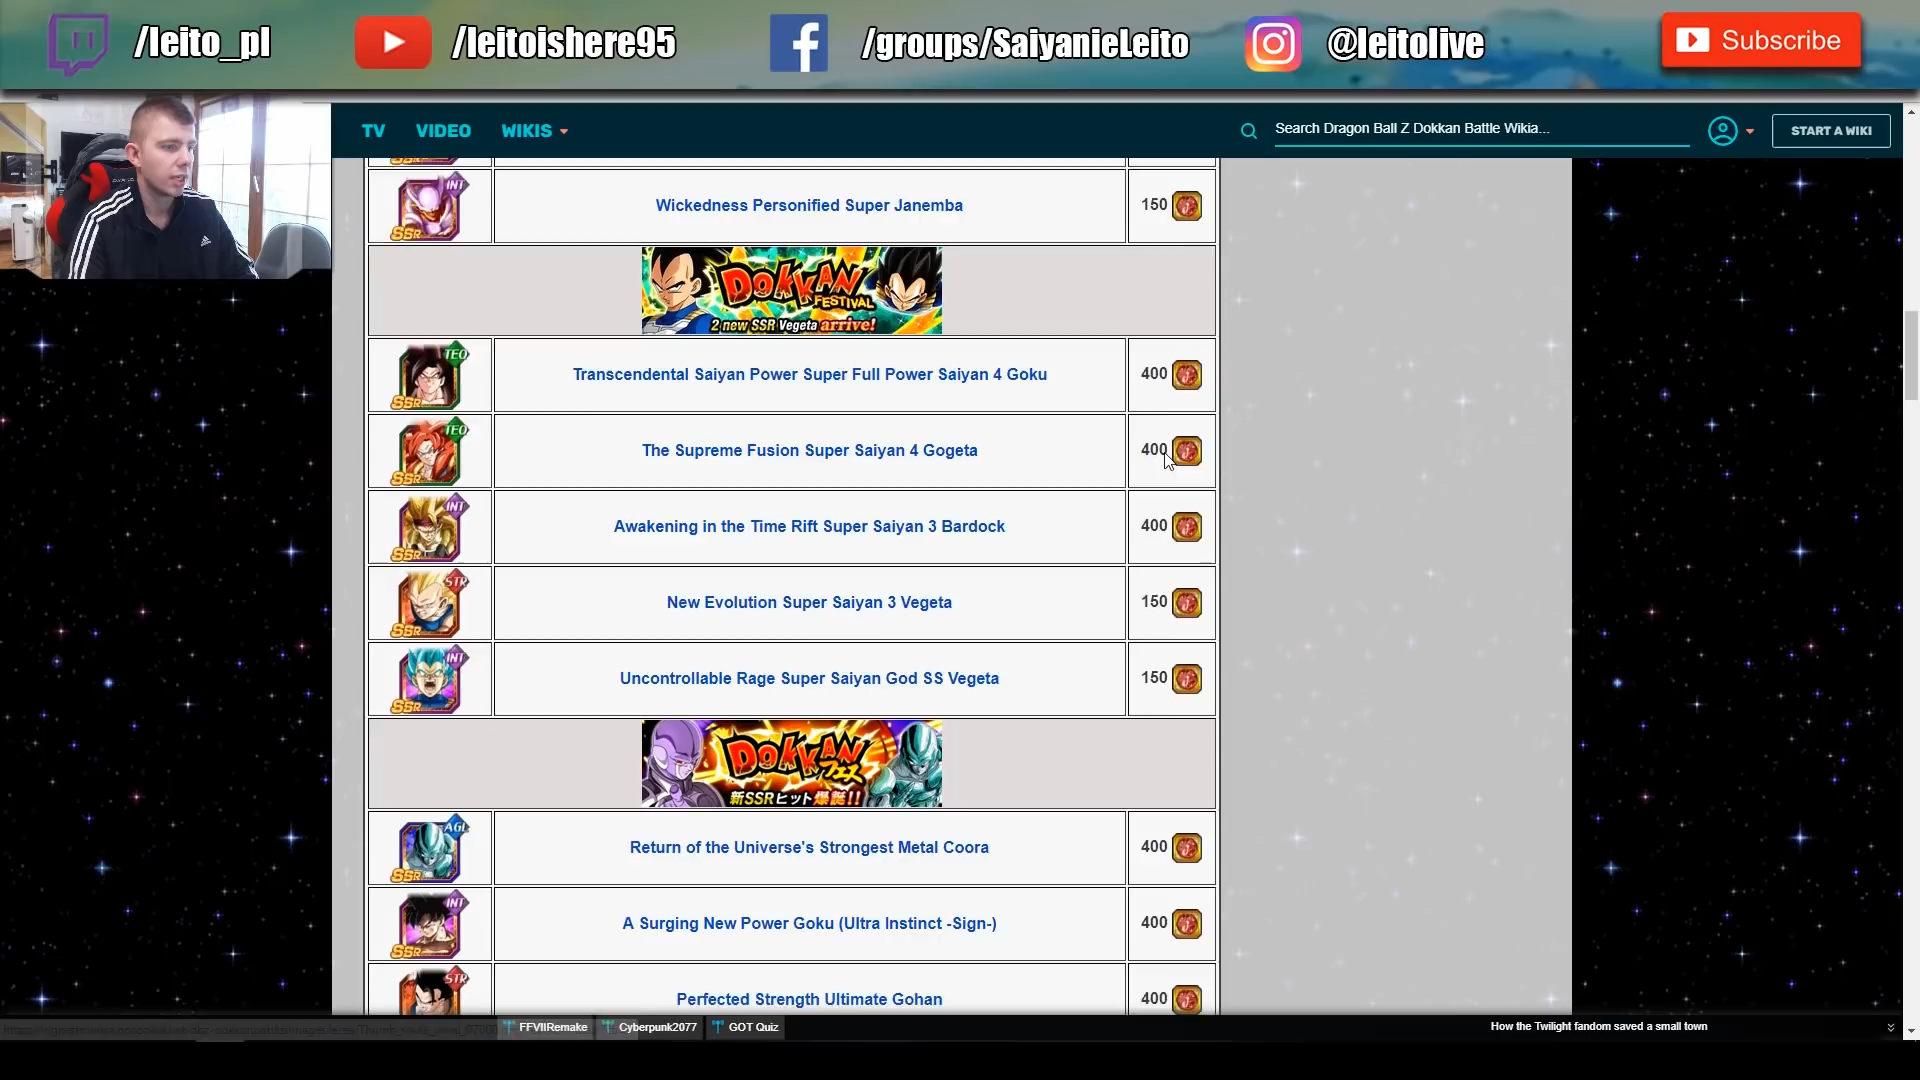 /leito_pl
/leitoishere95
/groups/SaiyanieLeito
@leitolive
Subscribe
TV
VIDEO
WIKIS
Search Dragon Ball Z Dokkan Battle Wikia...
START A WIKI
SSR
INT
SSR
Wickedness Personified Super Janemba
150
DOKKAN
FESTIVAL
2 new SSR Vegeta arrive!
TEQ
SSR
Transcendental Saiyan Power Super Full Power Saiyan 4 Goku
400
TEQ
SSR
The Supreme Fusion Super Saiyan 4 Gogeta
400
INT
SSR
Awakening in the Time Rift Super Saiyan 3 Bardock
400
STR
SSR
New Evolution Super Saiyan 3 Vegeta
150
INT
SSR
Uncontrollable Rage Super Saiyan God SS Vegeta
150
DOKKAN
フェス
新SSRヒット爆誕!!
AGL
SSR
Return of the Universe's Strongest Metal Coora
400
INT
SSR
A Surging New Power Goku (Ultra Instinct -Sign-)
400
STR
Perfected Strength Ultimate Gohan
400
FFVIIRemake
Cyberpunk2077
GOT Quiz
How the Twilight fandom saved a small town